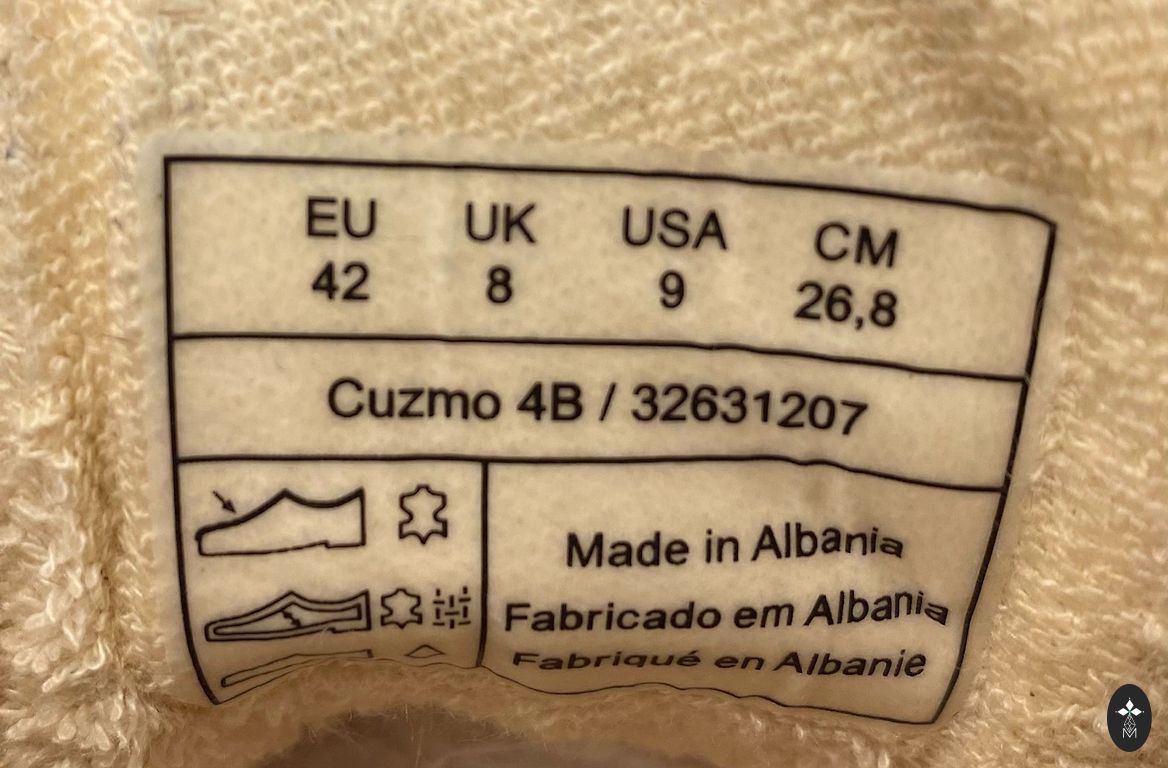 EU UK USA CM
42 8 9 26,8
Cuzmo 4B / 32631207
Made in Albania
Fabricado em Albania
Fabriqué en Albanie
M